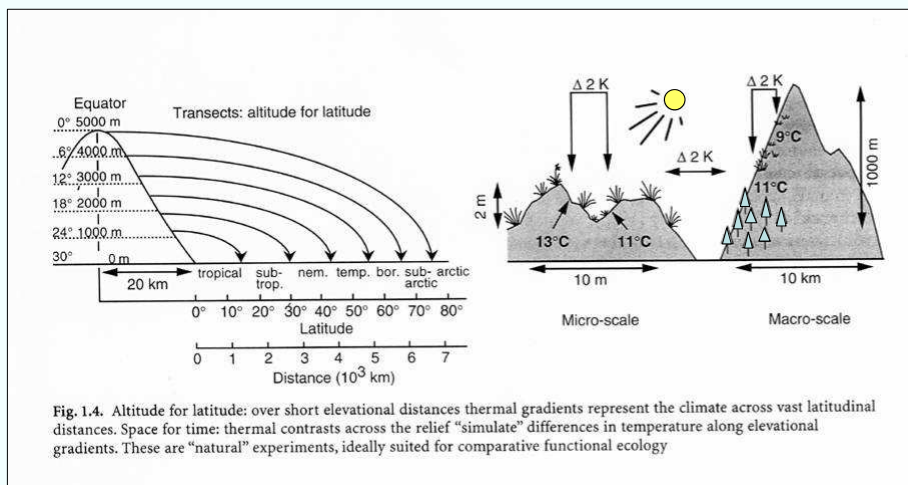 Equator
Transects: altitude for latitude
0° 5000 m
6° 4000 m
12° 3000 m
18° 2000 m
24° 1000 m
30° 0 m
20 km
tropical sub-trop. nem. temp. bor. sub-arctic arctic
0° 10° 20° 30° 40° 50° 60° 70° 80°
Latitude
0 1 2 3 4 5 6 7
Distance (10³ km)
Δ 2 K
Δ 2 K
2 m
13°C
11°C
10 m
Micro-scale
Δ 2 K
9°C
11°C
1000 m
10 km
Macro-scale
Fig. 1.4. Altitude for latitude: over short elevational distances thermal gradients represent the climate across vast latitudinal
distances. Space for time: thermal contrasts across the relief “simulate” differences in temperature along elevational
gradients. These are “natural” experiments, ideally suited for comparative functional ecology